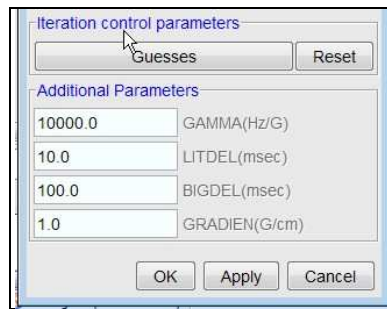 Iteration control parameters
Guesses Reset
Additional Parameters
10000.0 GAMMA(Hz/G)
10.0 LITDEL(msec)
100.0 BIGDEL(msec)
1.0 GRADIEN(G/cm)
OK Apply Cancel